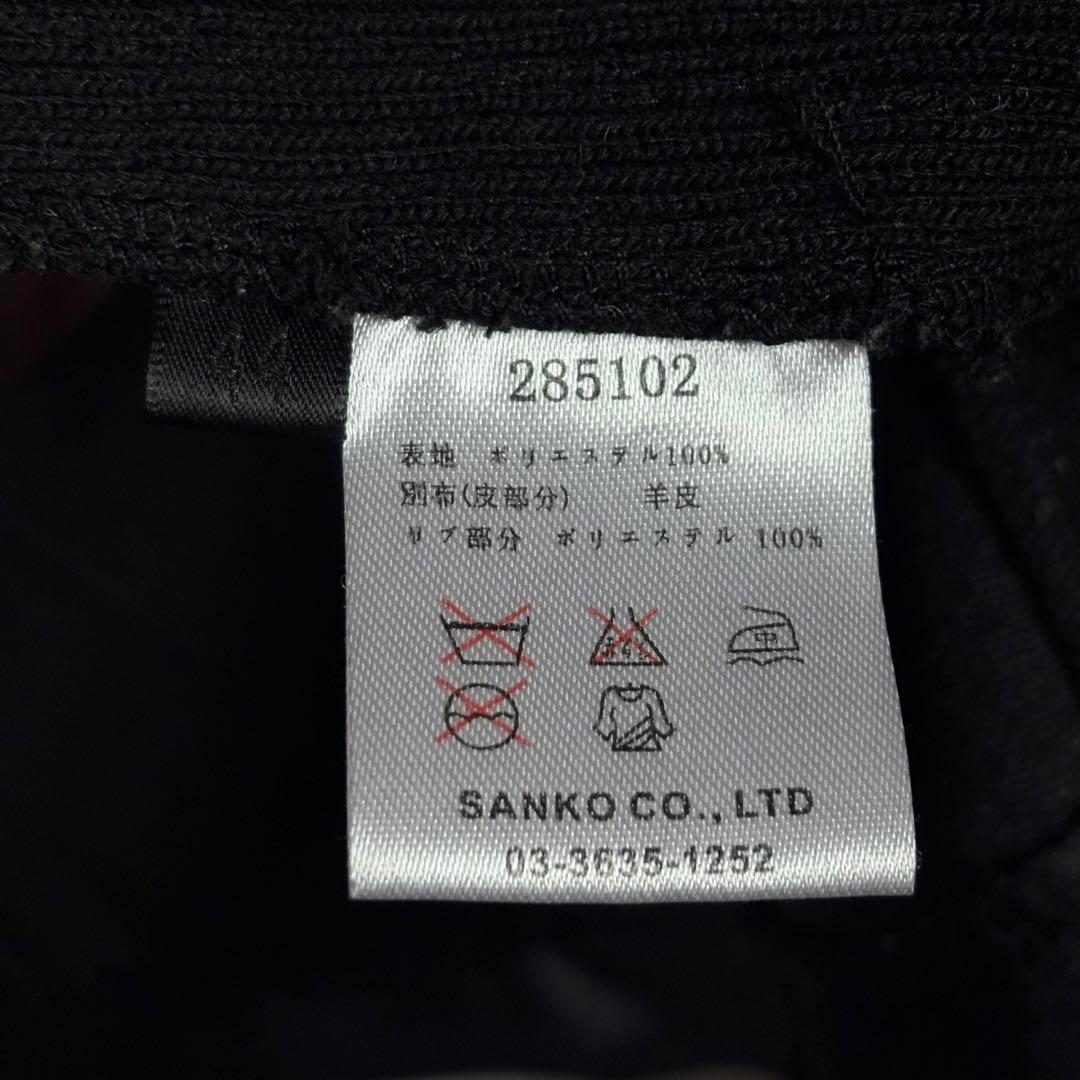 285102
表地 ポリエステル100%
別布(皮部分) 羊皮
リブ部分 ポリエステル 100%
中
SANKO CO., LTD
03-3635-1252